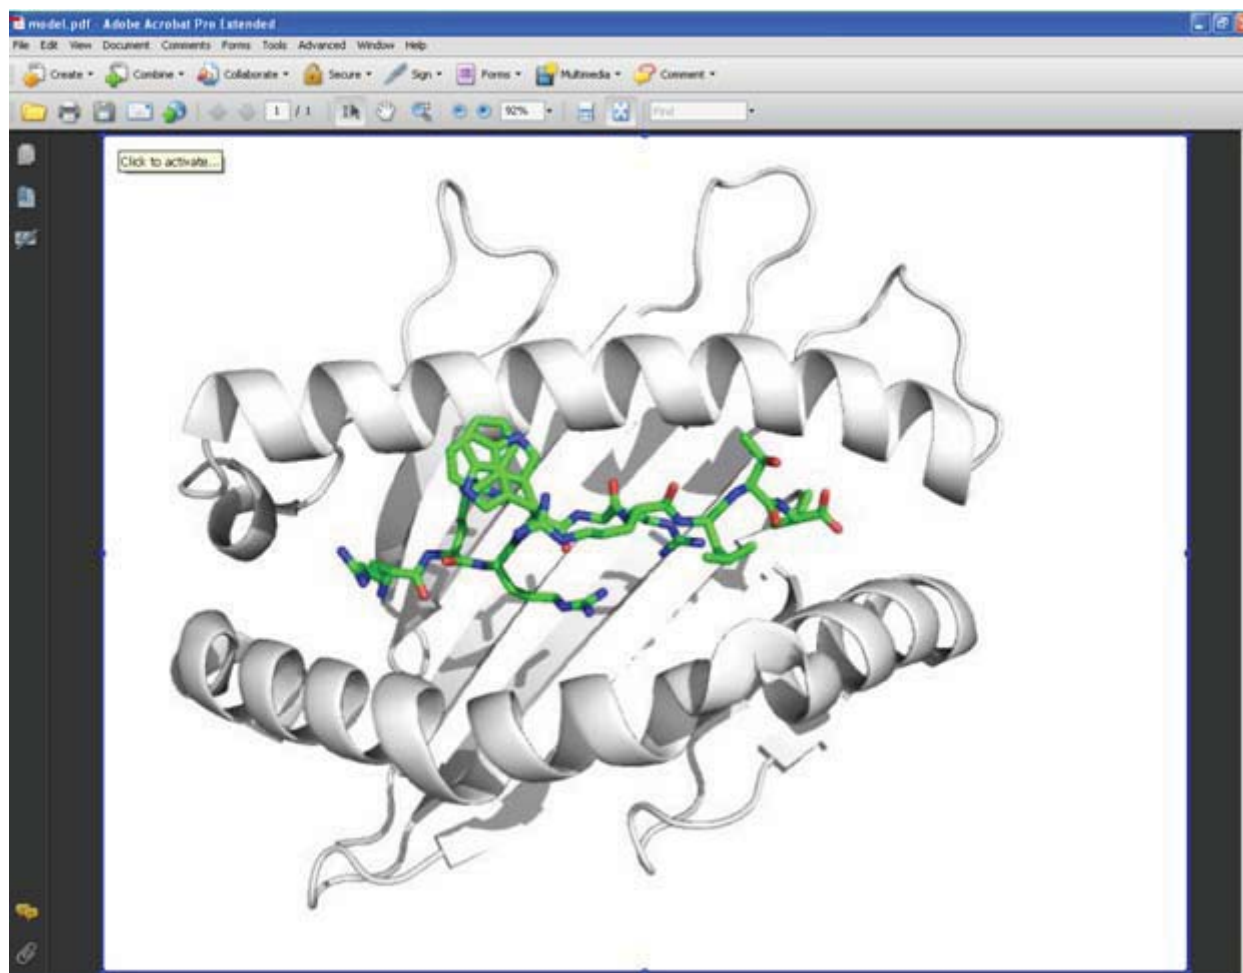 model.pdf - Adobe Acrobat Pro Extended
File Edit View Document Comments Forms Tools Advanced Window Help
Create Combine Collaborate Secure Sign Forms Multimedia Comment
1 / 1 92% Find
Click to activate...